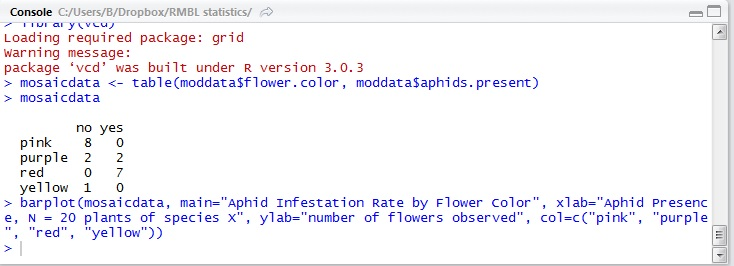 Console C:/Users/B/Dropbox/RMBL statistics/
> library(vcd)
Loading required package: grid
Warning message:
package ‘vcd’ was built under R version 3.0.3
> mosaicdata <- table(moddata$flower.color, moddata$aphids.present)
> mosaicdata
no yes
pink 8 0
purple 2 2
red 0 7
yellow 1 0
> barplot(mosaicdata, main="Aphid Infestation Rate by Flower Color", xlab="Aphid Presenc
e, N = 20 plants of species X", ylab="number of flowers observed", col=c("pink", "purple
", "red", "yellow"))
>